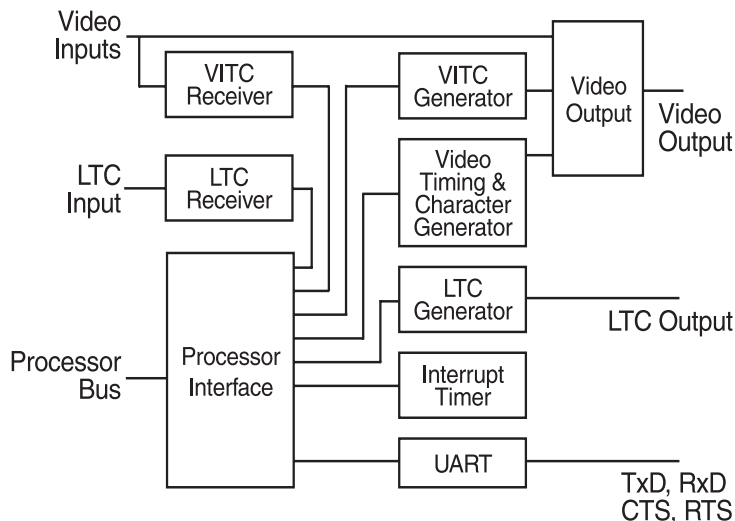 Video
Inputs
VITC
Receiver
VITC
Generator
Video
Output
Video
Output
LTC
Input
LTC
Receiver
Video
Timing &
Character
Generator
LTC
Generator
LTC Output
Processor
Bus
Processor
Interface
Interrupt
Timer
UART
TxD, RxD
CTS, RTS